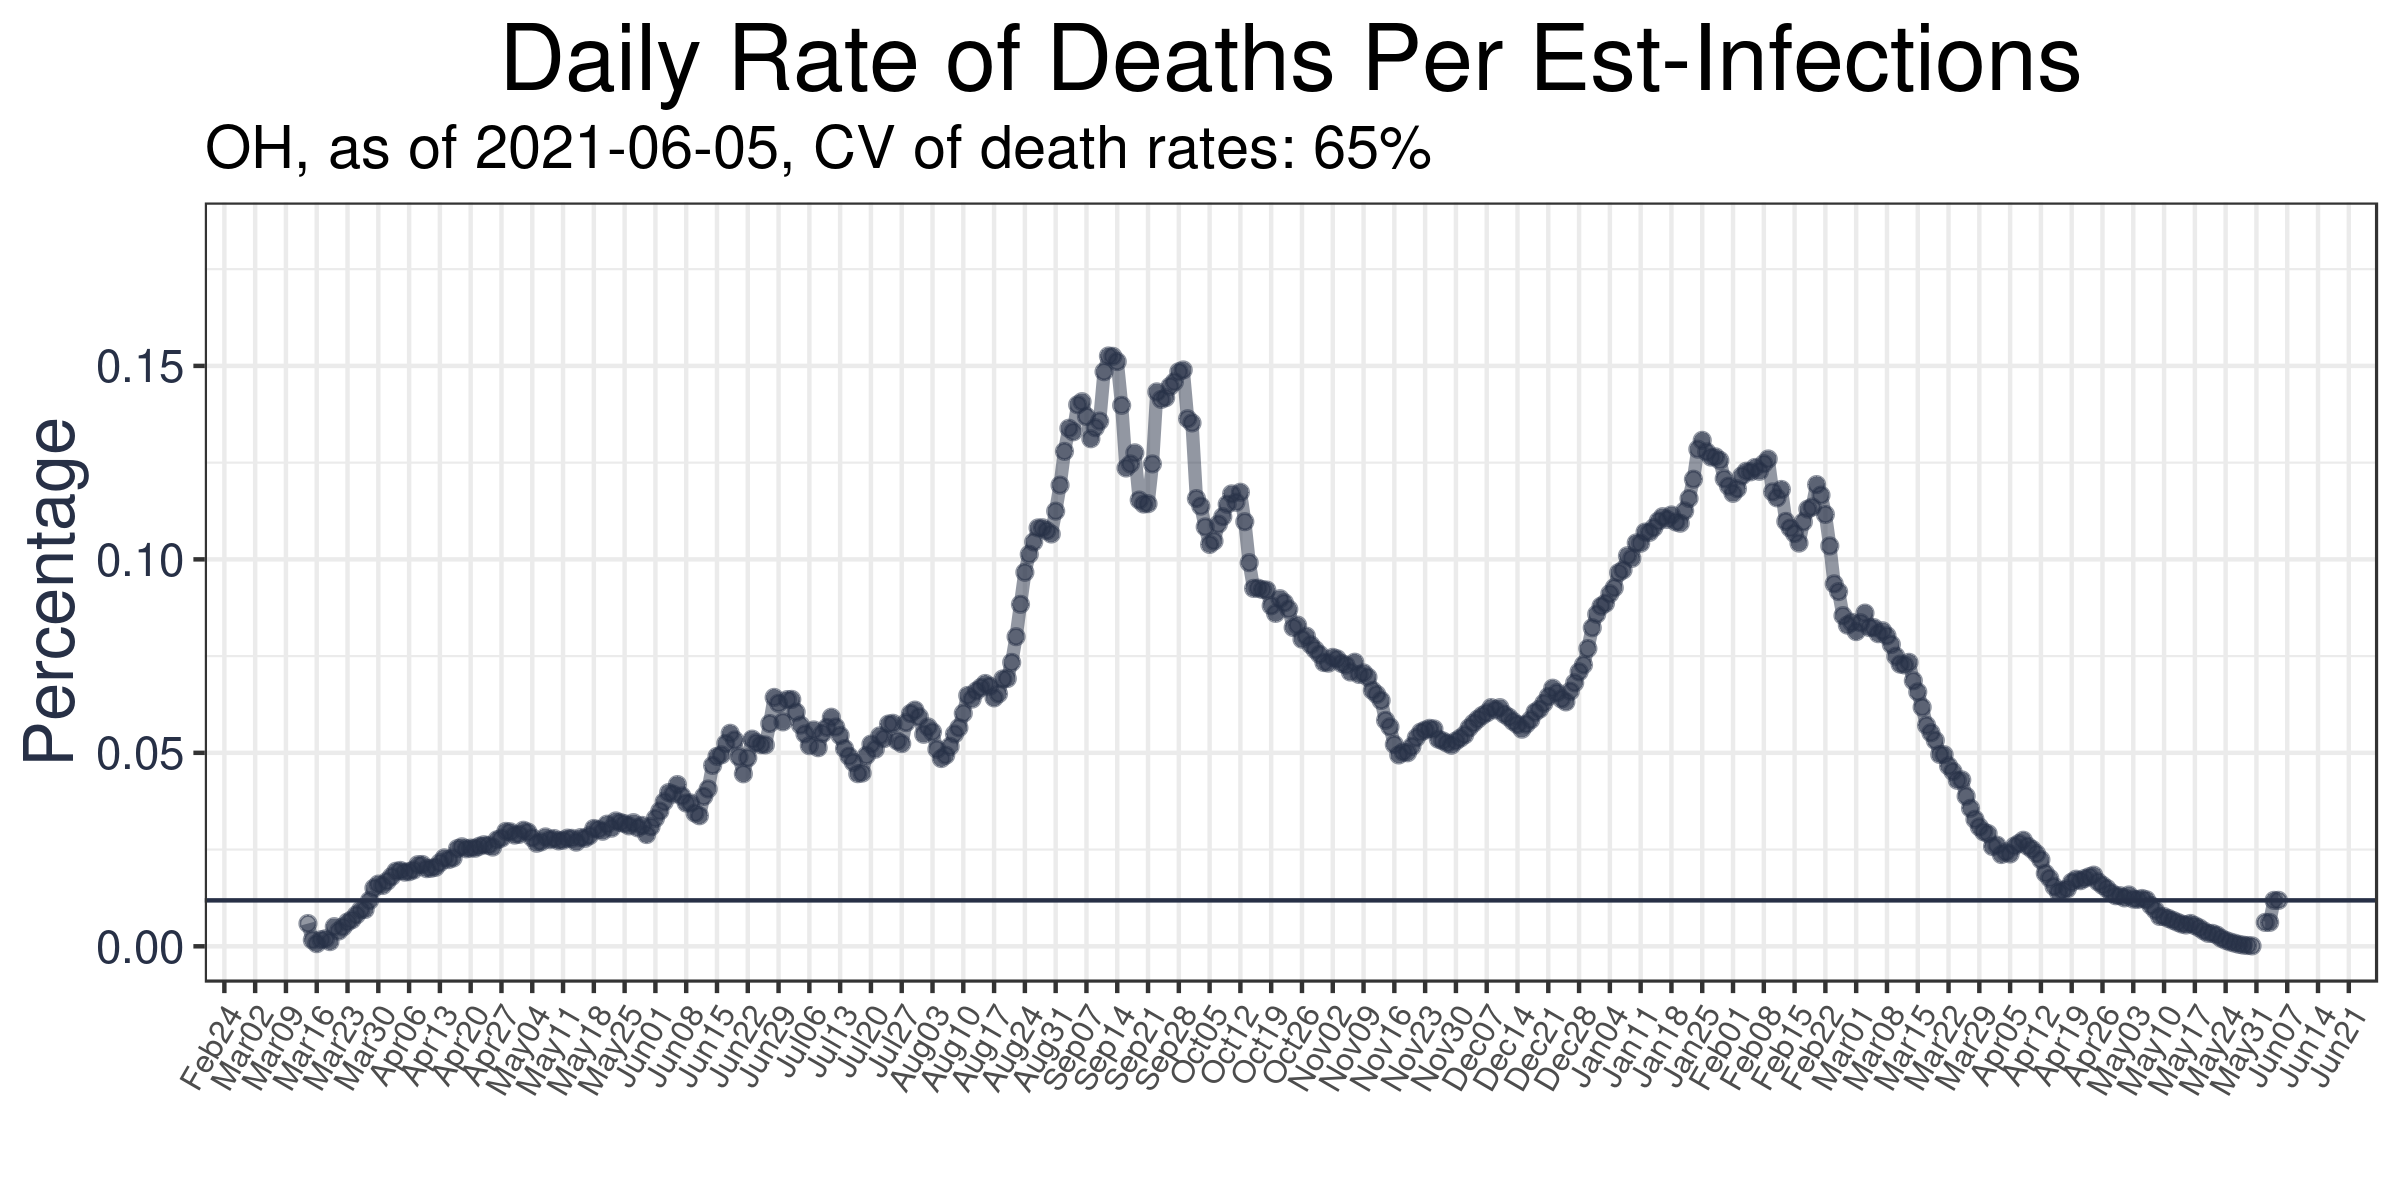 Daily Rate of Deaths Per Est-Infections
OH, as of 2021-06-05, CV of death rates: 65%
Percentage
0.15
0.10
0.05
0.00
Feb24
Mar02
Mar09
Mar16
Mar23
Mar30
Apr06
Apr13
Apr20
Apr27
May04
May11
May18
May25
Jun01
Jun08
Jun15
Jun22
Jun29
Jul06
Jul13
Jul20
Jul27
Aug03
Aug10
Aug17
Aug24
Aug31
Sep07
Sep14
Sep21
Sep28
Oct05
Oct12
Oct19
Oct26
Nov02
Nov09
Nov16
Nov23
Nov30
Dec07
Dec14
Dec21
Dec28
Jan04
Jan11
Jan18
Jan25
Feb01
Feb08
Feb15
Feb22
Mar01
Mar08
Mar15
Mar22
Mar29
Apr05
Apr12
Apr19
Apr26
May03
May10
May17
May24
May31
Jun07
Jun14
Jun21